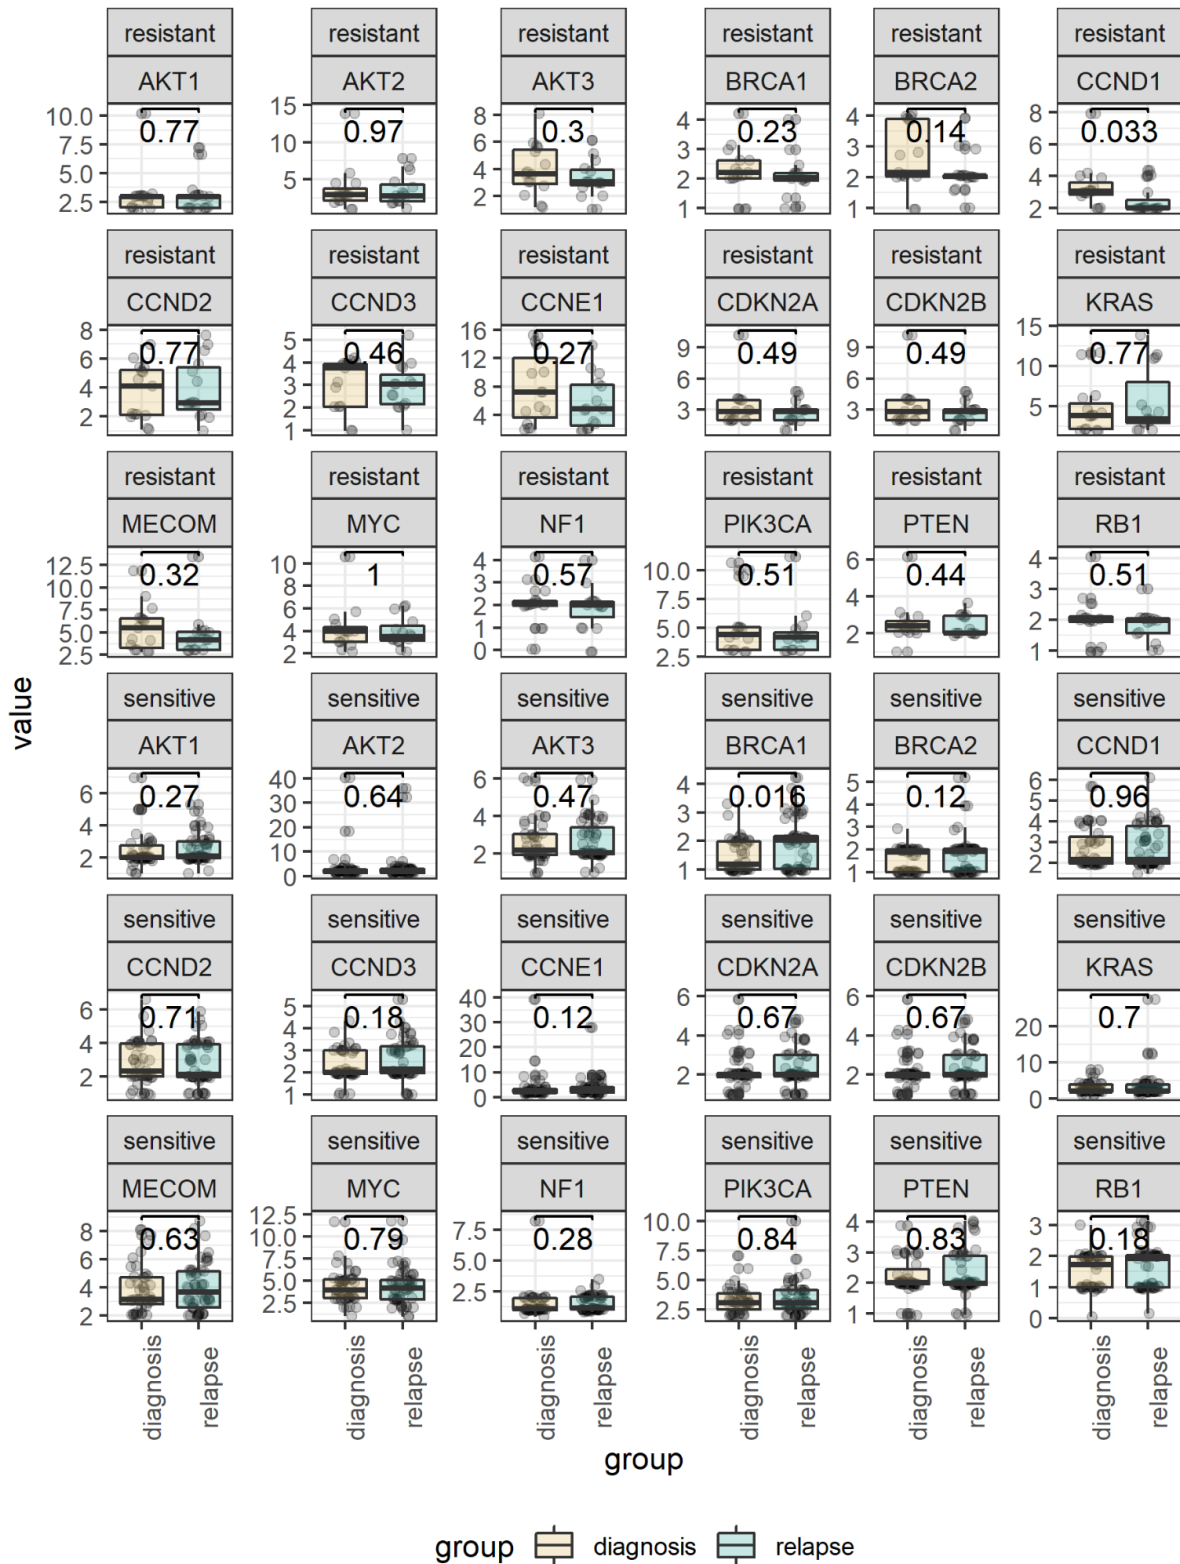 resistant resistant resistant resistant resistant resistant
AKT1 AKT2 AKT3 BRCA1 BRCA2 CCND1
10.0 7.5 5.0 2.5 0.77
15 10 5 0.97
8 6 4 2 0.3
4 3 2 1 0.23
4 3 2 1 0.14
8 6 4 2 0.033
resistant resistant resistant resistant resistant resistant
CCND2 CCND3 CCNE1 CDKN2A CDKN2B KRAS
8 6 4 2 0.77
5 4 3 2 1 0.46
16 12 8 4 0.27
9 6 3 0.49
9 6 3 0.49
15 10 5 0.77
resistant resistant resistant resistant resistant resistant
MECOM MYC NF1 PIK3CA PTEN RB1
12.5 10.0 7.5 5.0 2.5 0.32
10 8 6 4 2 1
4 3 2 1 0 0.57
10.0 7.5 5.0 2.5 0.51
6 4 2 0.44
4 3 2 1 0.51
value
sensitive sensitive sensitive sensitive sensitive sensitive
AKT1 AKT2 AKT3 BRCA1 BRCA2 CCND1
6 4 2 0.27
40 30 20 10 0 0.64
6 4 2 0.47
4 3 2 1 0.016
5 4 3 2 1 0.12
6 5 4 3 2 0.96
sensitive sensitive sensitive sensitive sensitive sensitive
CCND2 CCND3 CCNE1 CDKN2A CDKN2B KRAS
6 4 2 0.71
5 4 3 2 1 0.18
40 30 20 10 0 0.12
6 4 2 0.67
6 4 2 0.67
20 10 0 0.7
sensitive sensitive sensitive sensitive sensitive sensitive
MECOM MYC NF1 PIK3CA PTEN RB1
8 6 4 2 0.63
12.5 10.0 7.5 5.0 2.5 0.79
7.5 5.0 2.5 0.28
10.0 7.5 5.0 2.5 0.84
4 3 2 1 0.83
3 2 1 0 0.18
diagnosis relapse diagnosis relapse diagnosis relapse diagnosis relapse diagnosis relapse diagnosis relapse
group
group diagnosis relapse